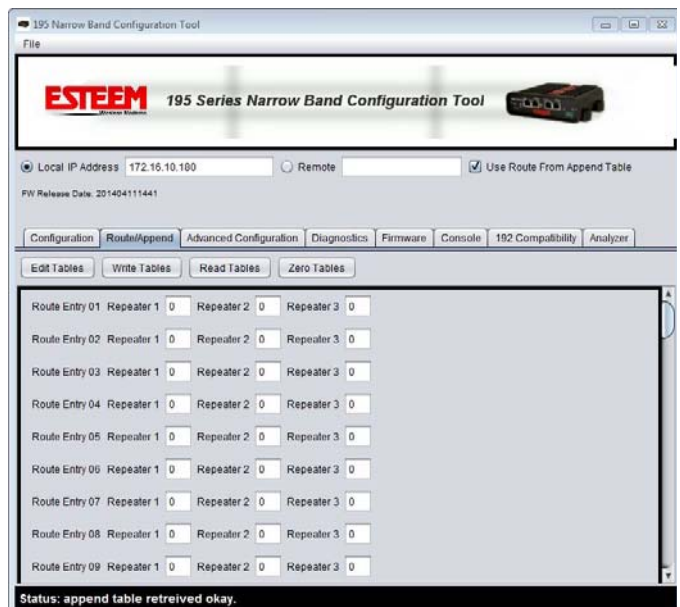 195 Narrow Band Configuration Tool
File
ESTEEM
Wireless Modems
195 Series Narrow Band Configuration Tool
Local IP Address 172.16.10.180 Remote Use Route From Append Table
FW Release Date: 201404111441
Configuration Route/Append Advanced Configuration Diagnostics Firmware Console 192 Compatibility Analyzer
Edit Tables Write Tables Read Tables Zero Tables
Route Entry 01 Repeater 1 0 Repeater 2 0 Repeater 3 0
Route Entry 02 Repeater 1 0 Repeater 2 0 Repeater 3 0
Route Entry 03 Repeater 1 0 Repeater 2 0 Repeater 3 0
Route Entry 04 Repeater 1 0 Repeater 2 0 Repeater 3 0
Route Entry 05 Repeater 1 0 Repeater 2 0 Repeater 3 0
Route Entry 06 Repeater 1 0 Repeater 2 0 Repeater 3 0
Route Entry 07 Repeater 1 0 Repeater 2 0 Repeater 3 0
Route Entry 08 Repeater 1 0 Repeater 2 0 Repeater 3 0
Route Entry 09 Repeater 1 0 Repeater 2 0 Repeater 3 0
Status: append table retreived okay.